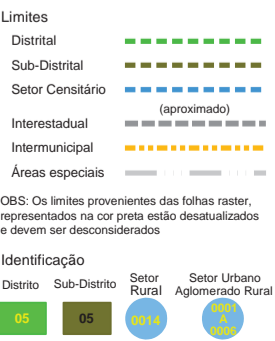 Limites
Distrital
Sub-Distrital
Setor Censitário
(aproximado)
Interestadual
Intermunicipal
Áreas especiais
OBS: Os limites provenientes das folhas raster,
representados na cor preta estão desatualizados
e devem ser desconsiderados
Identificação
Distrito
Sub-Distrito
Setor
Rural
Setor Urbano
Aglomerado Rural
05
05
0014
0001
A
0006